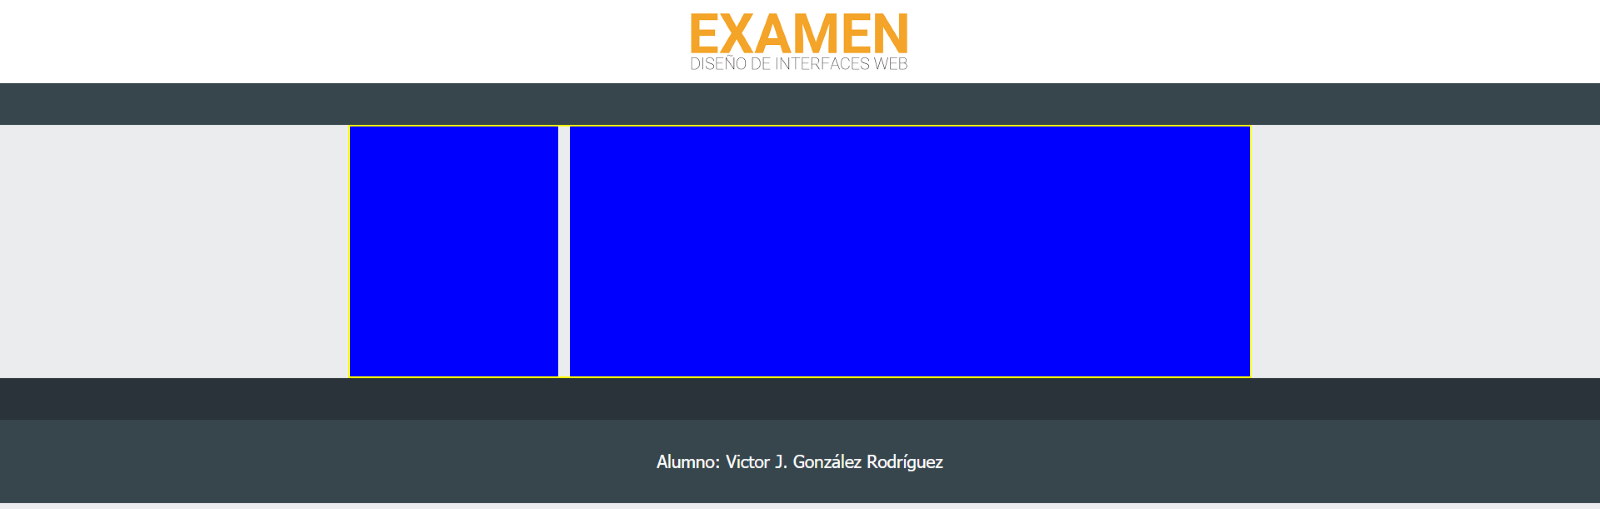 EXAMEN
DISEÑO DE INTERFACES WEB
Alumno: Victor J. González Rodríguez